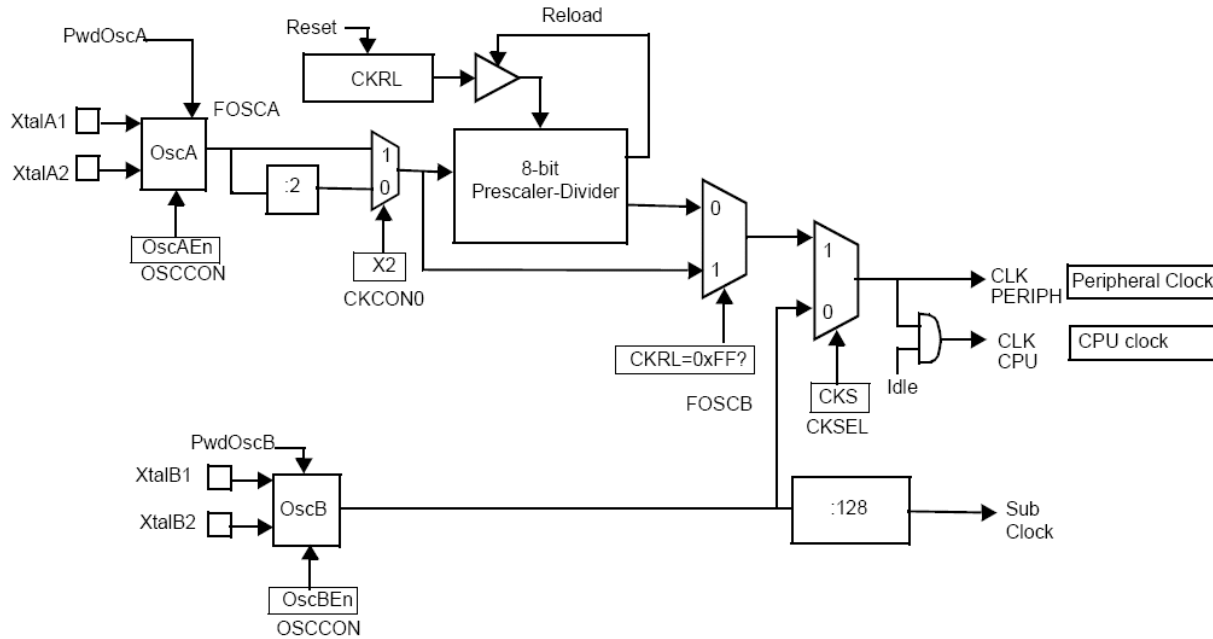 Reload
Reset
PwdOscA
CKRL
FOSCA
XtalA1
OscA
XtalA2
:2
1
0
8-bit
Prescaler-Divider
0
1
OscAEn
OSCCON
X2
CKCON0
1
0
CLK
PERIPH
Peripheral Clock
CLK
CPU
CPU clock
CKRL=0xFF?
Idle
FOSCB
CKS
CKSEL
PwdOscB
XtalB1
OscB
XtalB2
:128
Sub
Clock
OscBEn
OSCCON